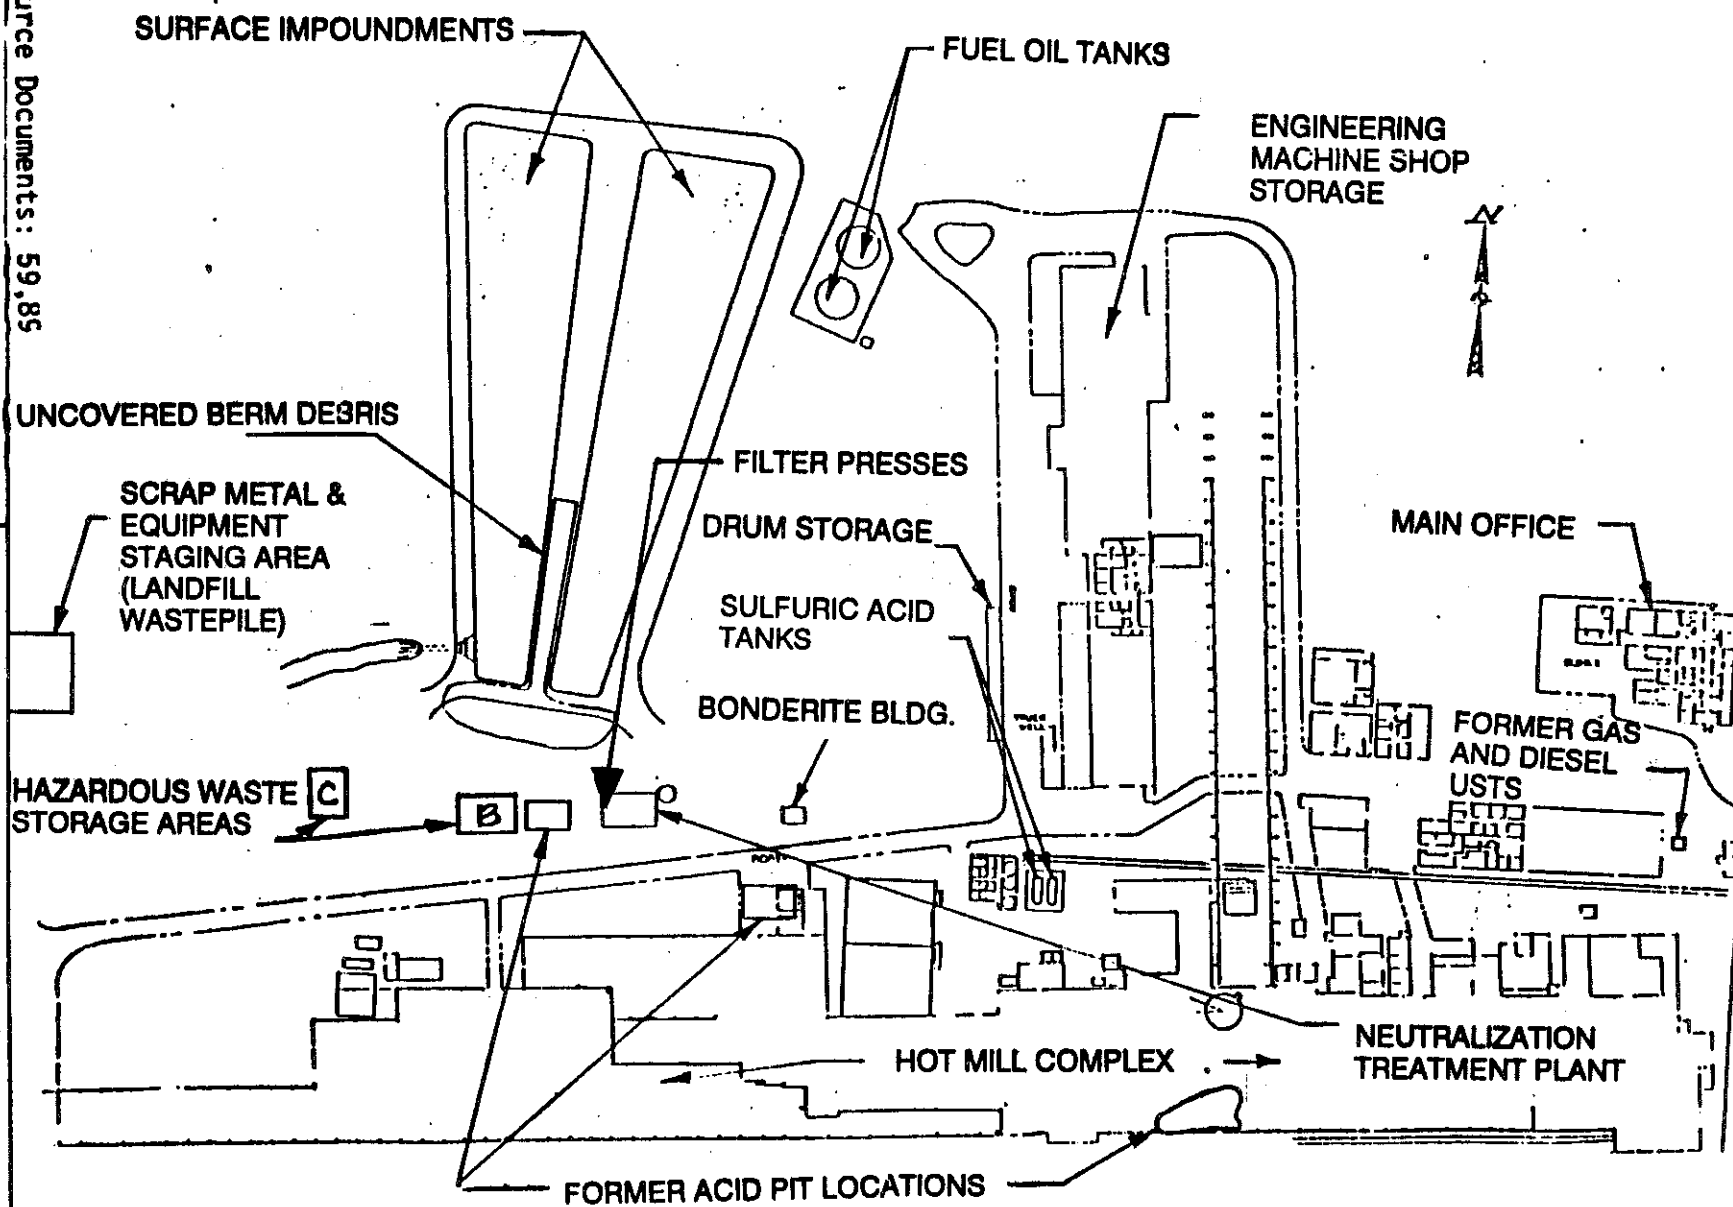 urce Documents: 59,85
SURFACE IMPOUNDMENTS
FUEL OIL TANKS
ENGINEERING
MACHINE SHOP
STORAGE
N
UNCOVERED BERM DEBRIS
FILTER PRESSES
SCRAP METAL &
EQUIPMENT
STAGING AREA
(LANDFILL
WASTEPILE)
DRUM STORAGE
MAIN OFFICE
SULFURIC ACID
TANKS
BONDERITE BLDG.
FORMER GAS
AND DIESEL
USTS
HAZARDOUS WASTE
STORAGE AREAS
C
B
NEUTRALIZATION
TREATMENT PLANT
HOT MILL COMPLEX
FORMER ACID PIT LOCATIONS